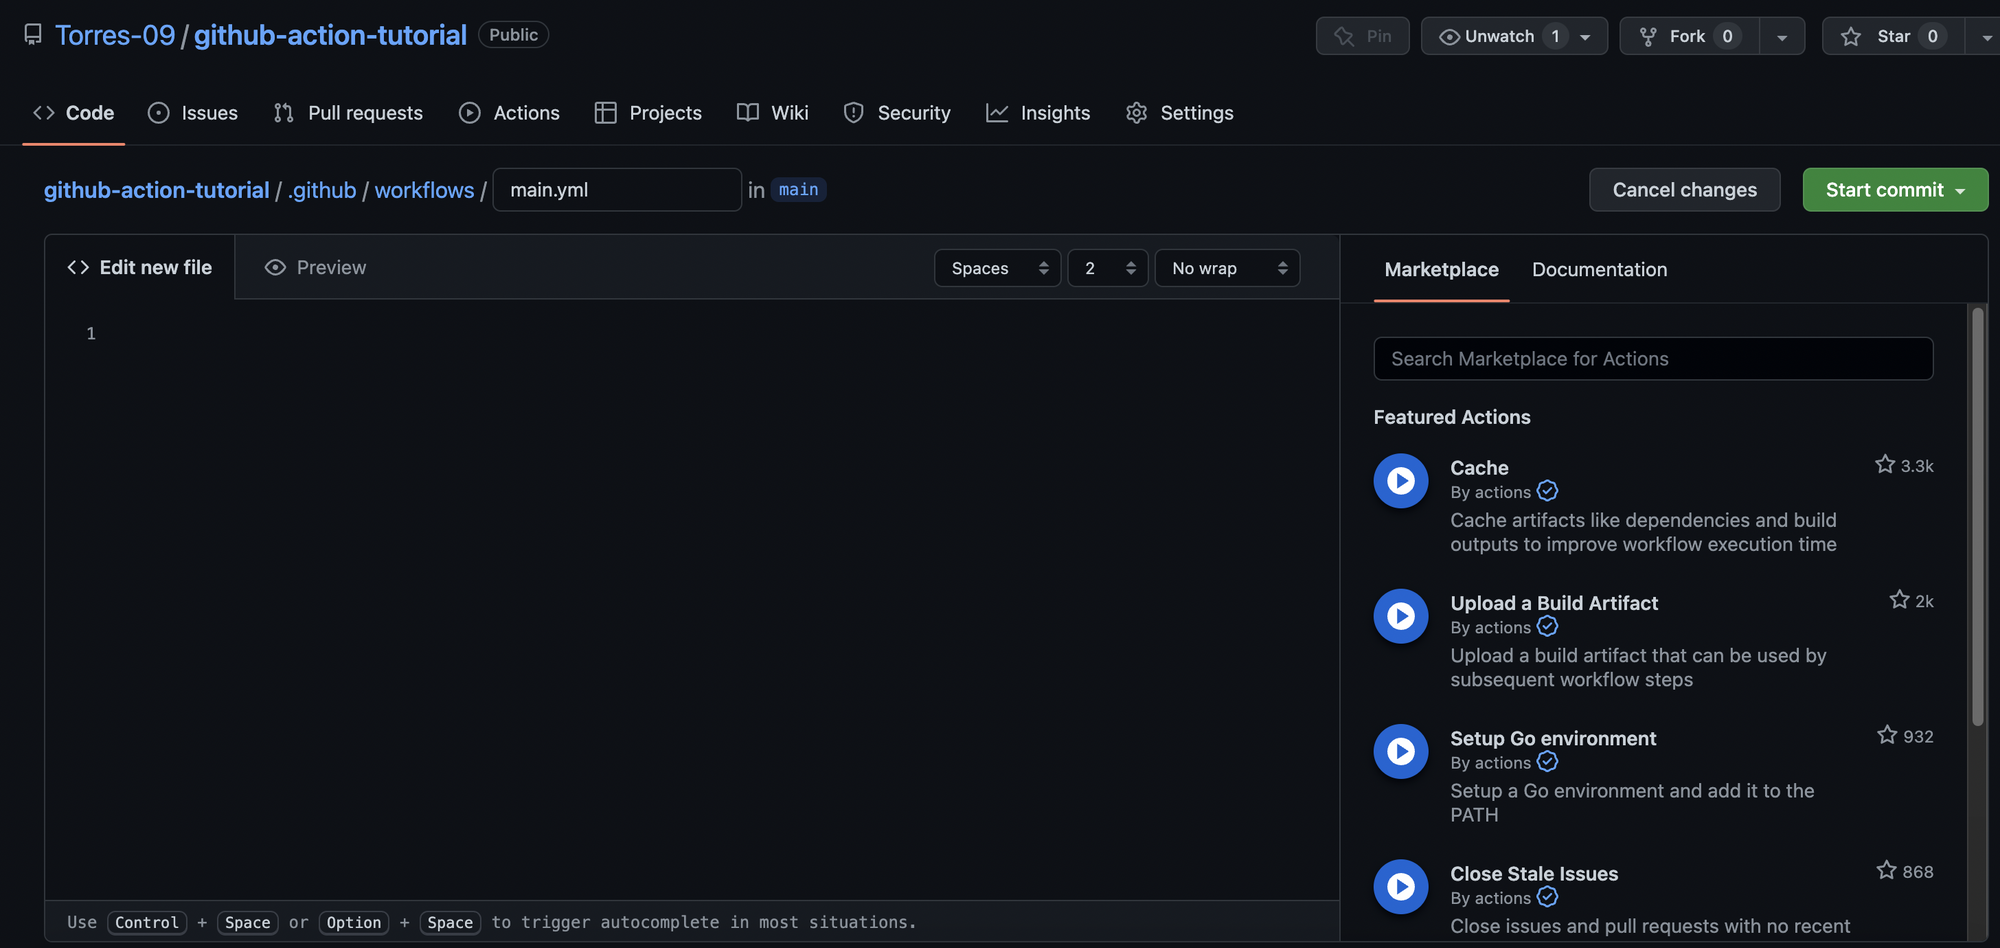 Torres-09 / github-action-tutorial Public
Pin Unwatch 1 Fork 0 Star 0
Code Issues Pull requests Actions Projects Wiki Security Insights Settings
github-action-tutorial / .github / workflows / main.yml in main
Cancel changes Start commit
Edit new file Preview
Spaces 2 No wrap
1
Marketplace Documentation
Search Marketplace for Actions
Featured Actions
Cache 3.3k
By actions
Cache artifacts like dependencies and build
outputs to improve workflow execution time
Upload a Build Artifact 2k
By actions
Upload a build artifact that can be used by
subsequent workflow steps
Setup Go environment 932
By actions
Setup a Go environment and add it to the
PATH
Close Stale Issues 868
By actions
Close issues and pull requests with no recent
Use Control + Space or Option + Space to trigger autocomplete in most situations.